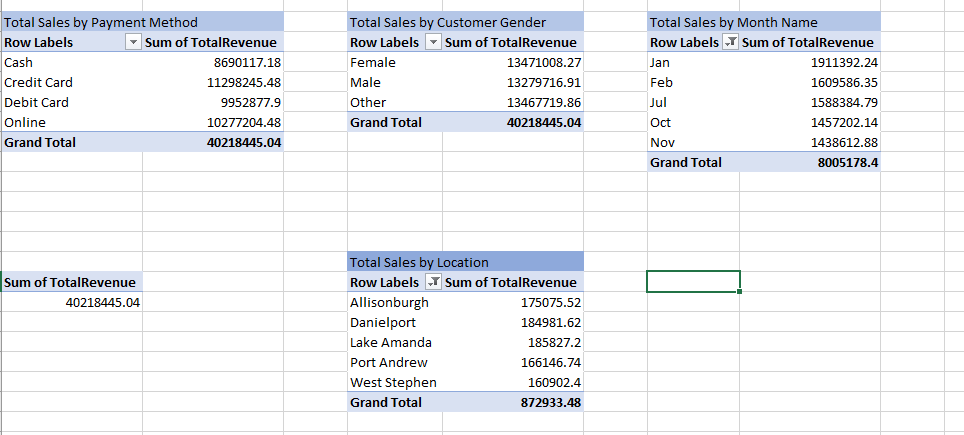 Total Sales by Payment Method
Row Labels Sum of TotalRevenue
Cash 8690117.18
Credit Card 11298245.48
Debit Card 9952877.9
Online 10277204.48
Grand Total 40218445.04
Total Sales by Customer Gender
Row Labels Sum of TotalRevenue
Female 13471008.27
Male 13279716.91
Other 13467719.86
Grand Total 40218445.04
Total Sales by Month Name
Row Labels Sum of TotalRevenue
Jan 1911392.24
Feb 1609586.35
Jul 1588384.79
Oct 1457202.14
Nov 1438612.88
Grand Total 8005178.4
Sum of TotalRevenue
40218445.04
Total Sales by Location
Row Labels Sum of TotalRevenue
Allisonburgh 175075.52
Danielport 184981.62
Lake Amanda 185827.2
Port Andrew 166146.74
West Stephen 160902.4
Grand Total 872933.48